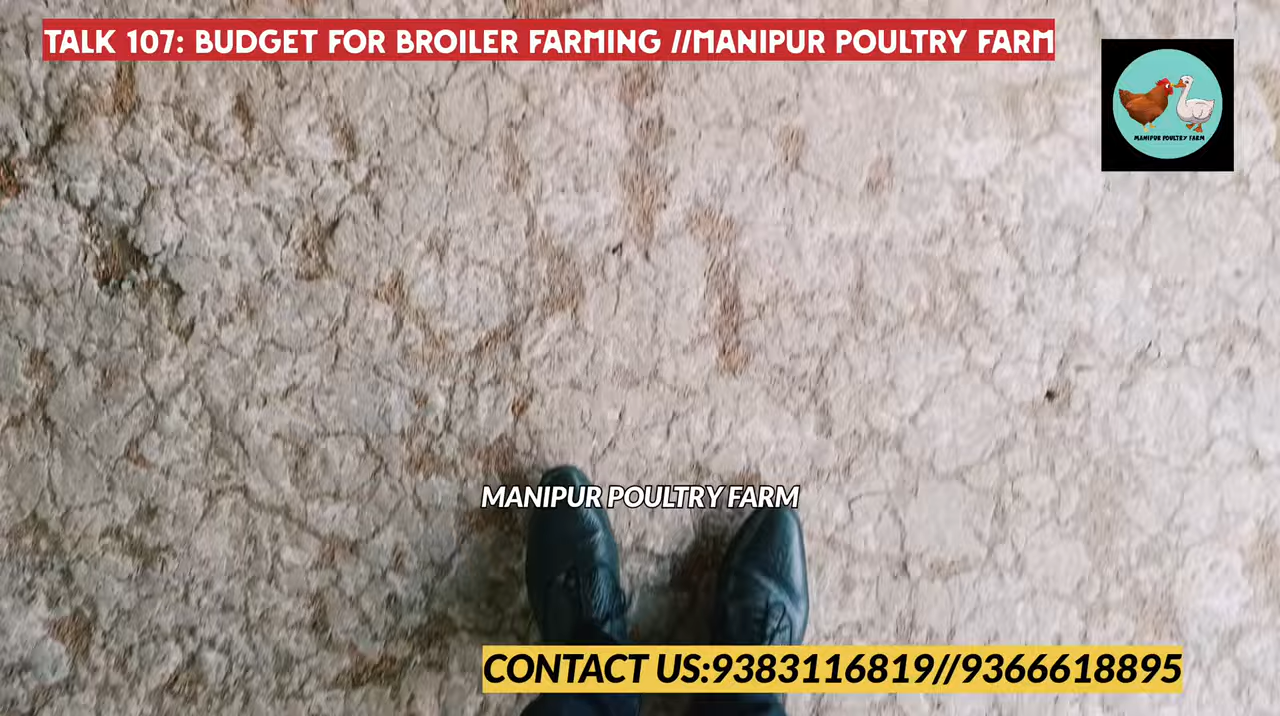 TALK 107: BUDGET FOR BROILER FARMING //MANIPUR POULTRY FARM
MANIPUR POULTRY FARM
MANIPUR POULTRY FARM
CONTACT US:9383116819//9366618895